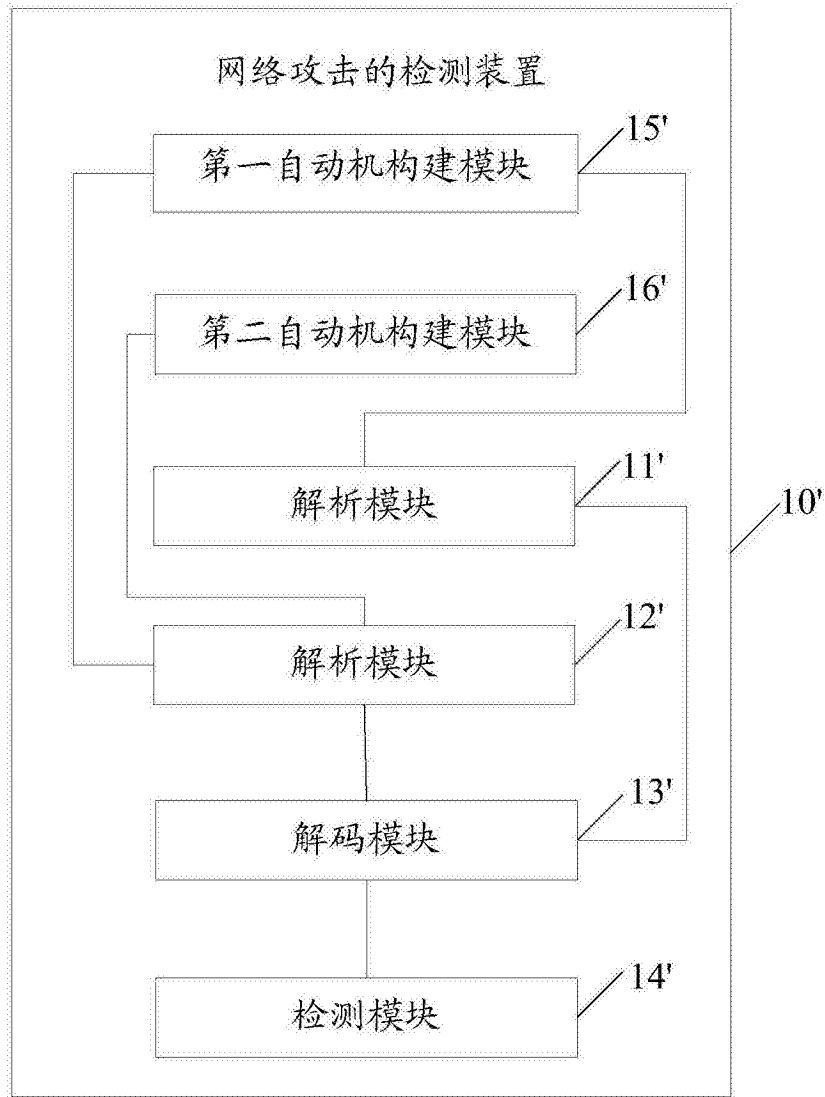 网络攻击的检测装置
第一自动机构建模块
15'
第二自动机构建模块
16'
解析模块
11'
10'
解析模块
12'
解码模块
13'
检测模块
14'